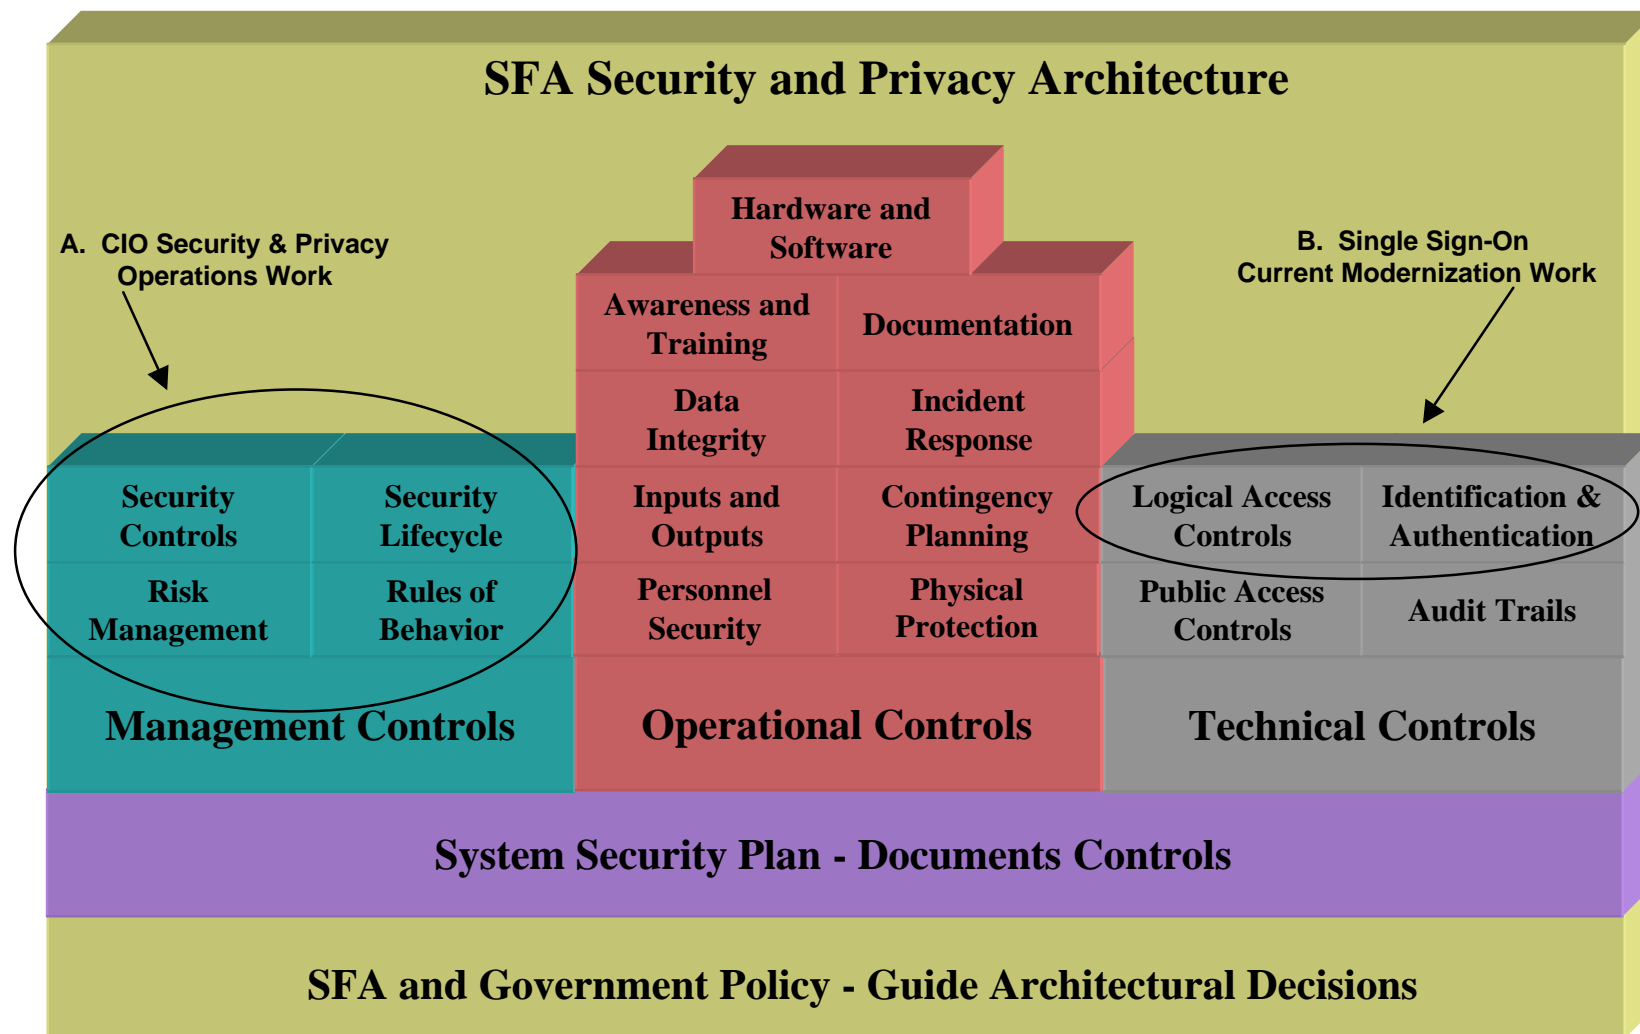 SFA Security and Privacy Architecture
A.  CIO Security & Privacy
Operations Work
B.  Single Sign-On
Current Modernization Work
Hardware and
Software
Awareness and
Training
Documentation
Data
Integrity
Incident
Response
Security
Controls
Security
Lifecycle
Inputs and
Outputs
Contingency
Planning
Logical Access
Controls
Identification &
Authentication
Risk
Management
Rules of
Behavior
Personnel
Security
Physical
Protection
Public Access
Controls
Audit Trails
Management Controls
Operational Controls
Technical Controls
System Security Plan - Documents Controls
SFA and Government Policy - Guide Architectural Decisions